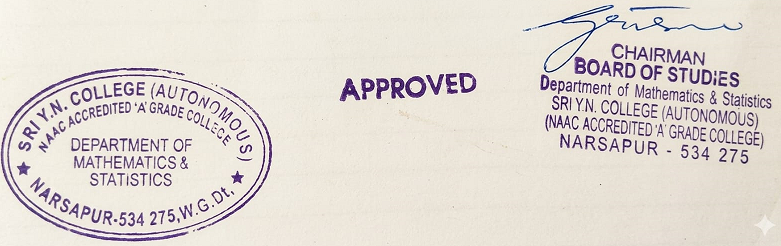 SRI Y.N. COLLEGE (AUTONOMOUS)
NAAC ACCREDITED 'A' GRADE COLLEGE
DEPARTMENT OF
MATHEMATICS &
STATISTICS
★ NARSAPUR-534 275, W.G.Dt, ★
APPROVED
CHAIRMAN
BOARD OF STUDIES
Department of Mathematics & Statistics
SRI Y.N. COLLEGE (AUTONOMOUS)
(NAAC ACCREDITED 'A' GRADE COLLEGE)
NARSAPUR - 534 275